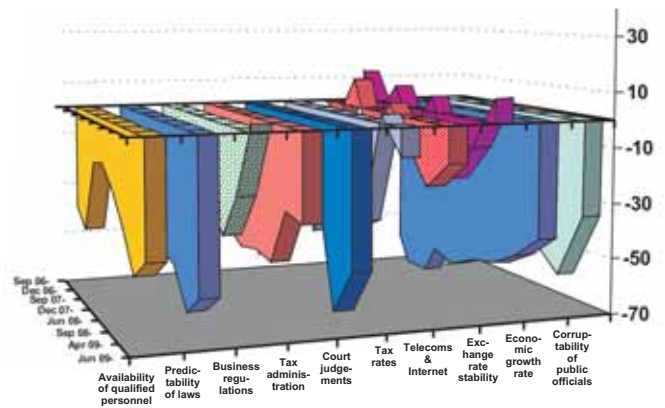 30
10
-10
-30
-50
-70
Sep 06-
Dec 06-
Sep 07-
Dec 07-
Jun 08-
Sep 08-
Apr 09-
Jun 09-
Availability
of qualified
personnel
Predic-
tability
of laws
Business
regu-
lations
Tax
adminis-
tration
Court
judge-
ments
Tax
rates
Telecoms
&
Internet
Exc-
hange
rate
stability
Econo-
mic
growth
rate
Corrup-
tability
of
public
officials